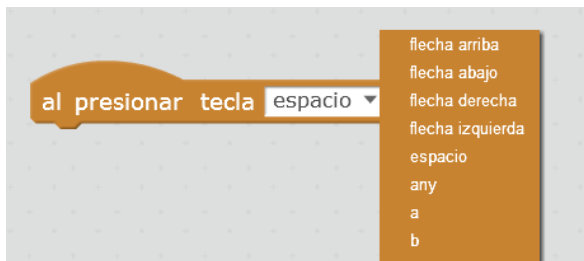 al presionar tecla espacio
flecha arriba
flecha abajo
flecha derecha
flecha izquierda
espacio
any
a
b